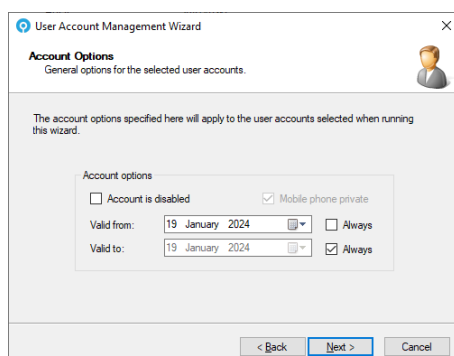 User Account Management Wizard
Account Options
General options for the selected user accounts.
The account options specified here will apply to the user accounts selected when running
this wizard.
Account options
Account is disabled
Mobile phone private
Valid from: 19 January 2024 Always
Valid to: 19 January 2024 Always
< Back Next > Cancel